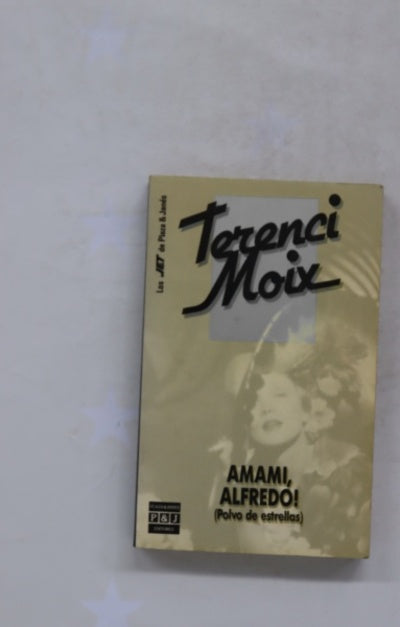 Los JET de Plaza & Janés
Terenci
Moix
AMAMI,
ALFREDO!
(Polvo de estrellas)
P&J